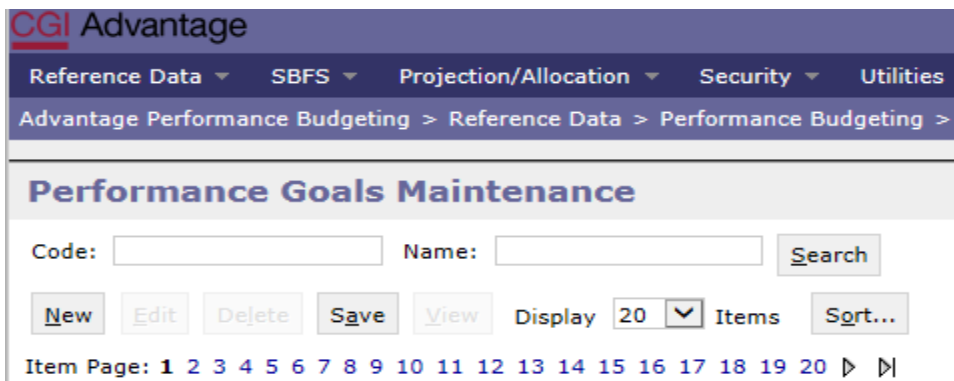 CGI Advantage
Reference Data SBFS Projection/Allocation Security Utilities
Advantage Performance Budgeting > Reference Data > Performance Budgeting >
Performance Goals Maintenance
Code: Name: Search
New Edit Delete Save View Display 20 Items Sort...
Item Page: 1 2 3 4 5 6 7 8 9 10 11 12 13 14 15 16 17 18 19 20